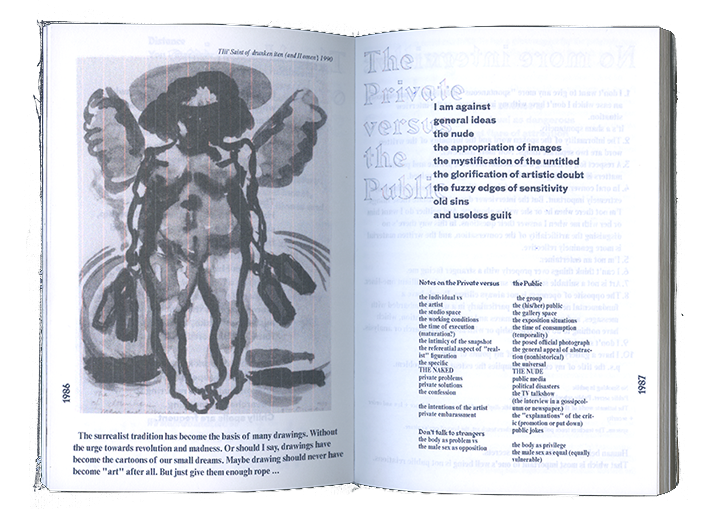 Tlif' Saint of drunken iten (and II omen) 1990
1986
The surrealist tradition has become the basis of many drawings. Without
the urge towards revolution and madness. Or should I say, drawings have
become the cartoons of our small dreams. Maybe drawing should never have
become "art" after all. But just give them enough rope ...
The
Private
versus
the
Public
I am against
general ideas
the nude
the appropriation of images
the mystification of the untitled
the glorification of artistic doubt
the fuzzy edges of sensitivity
old sins
and useless guilt
Notes on the Private versus
the individual vs
the artist
the studio space
the working conditions
the time of execution
(maturation?)
the intimicy of the snapshot
the referential aspect of "real-
ist" figuration
the specific
THE NAKED
private problems
private solutions
the confession
the intentions of the artist
private embarassment
Don't talk to strangers
the body as problem vs
the male sex as opposition
the Public
the group
the (his/her) public
the gallery space
the exposition situations
the time of consumption
(temporality)
the posed official photograph
the general appeal of abstrac-
tion (nonhistorical)
the universal
THE NUDE
public media
political disasters
the TV talkshow
(the interview in a gossipcol-
umn or newspaper.)
the "explanations" of the crit-
ic (promotion or put down)
public jokes
the body as privilege
the male sex as equal (equally
vulnerable)
1987